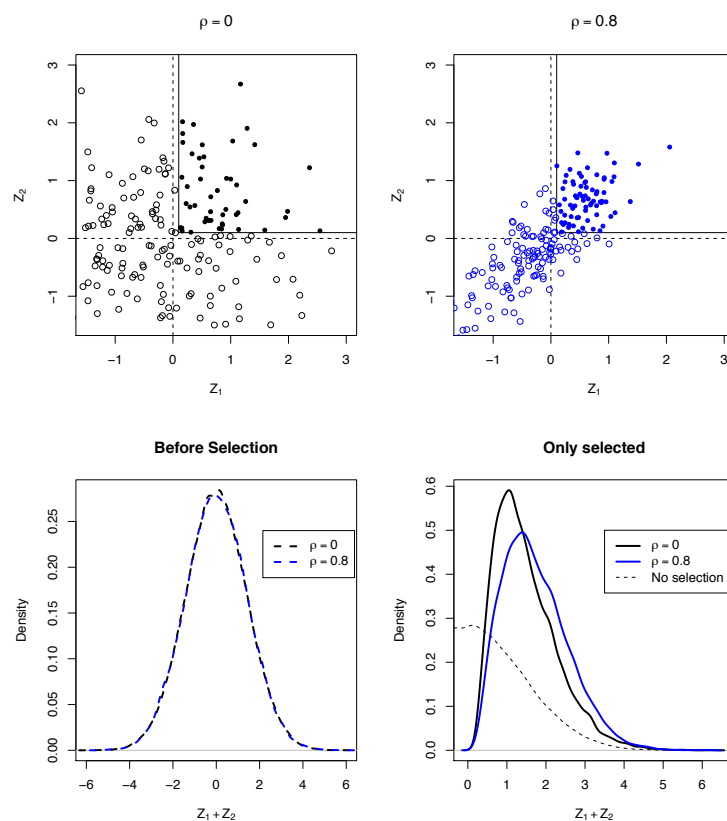 ρ = 0
ρ = 0.8
3
2
1
0
−1
Z2
−1 0 1 2 3
Z1
3
2
1
0
−1
Z2
−1 0 1 2 3
Z1
Before Selection
Only selected
0.25
0.20
0.15
0.10
0.05
0.00
Density
ρ = 0
ρ = 0.8
−6 −4 −2 0 2 4 6
Z1 + Z2
0.6
0.5
0.4
0.3
0.2
0.1
0.0
Density
ρ = 0
ρ = 0.8
No selection
0 1 2 3 4 5 6
Z1 + Z2